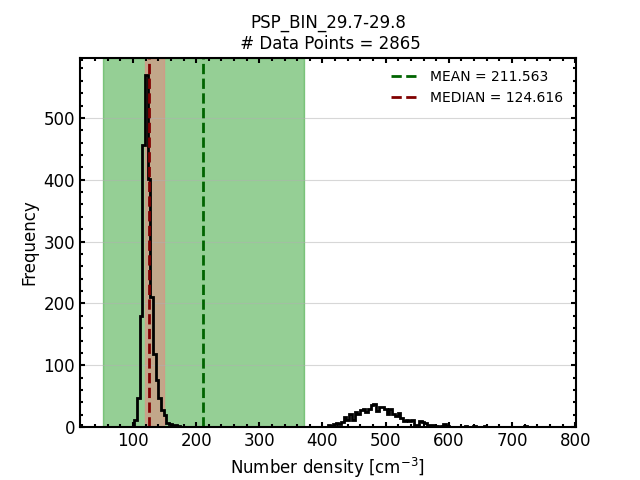 PSP_BIN_29.7-29.8
# Data Points = 2865
MEAN = 211.563
MEDIAN = 124.616
Frequency
500
400
300
200
100
0
100 200 300 400 500 600 700 800
Number density [cm⁻³]